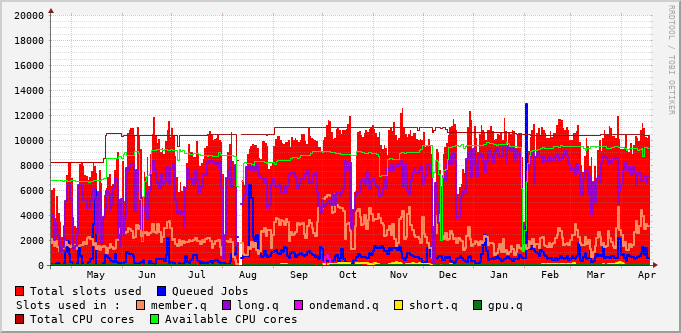 RRDTOOL / TOBI OETIKER
20000
18000
16000
14000
12000
10000
8000
6000
4000
2000
0
May Jun Jul Aug Sep Oct Nov Dec Jan Feb Mar Apr
Total slots used Queued Jobs
Slots used in : member.q long.q ondemand.q short.q gpu.q
Total CPU cores Available CPU cores